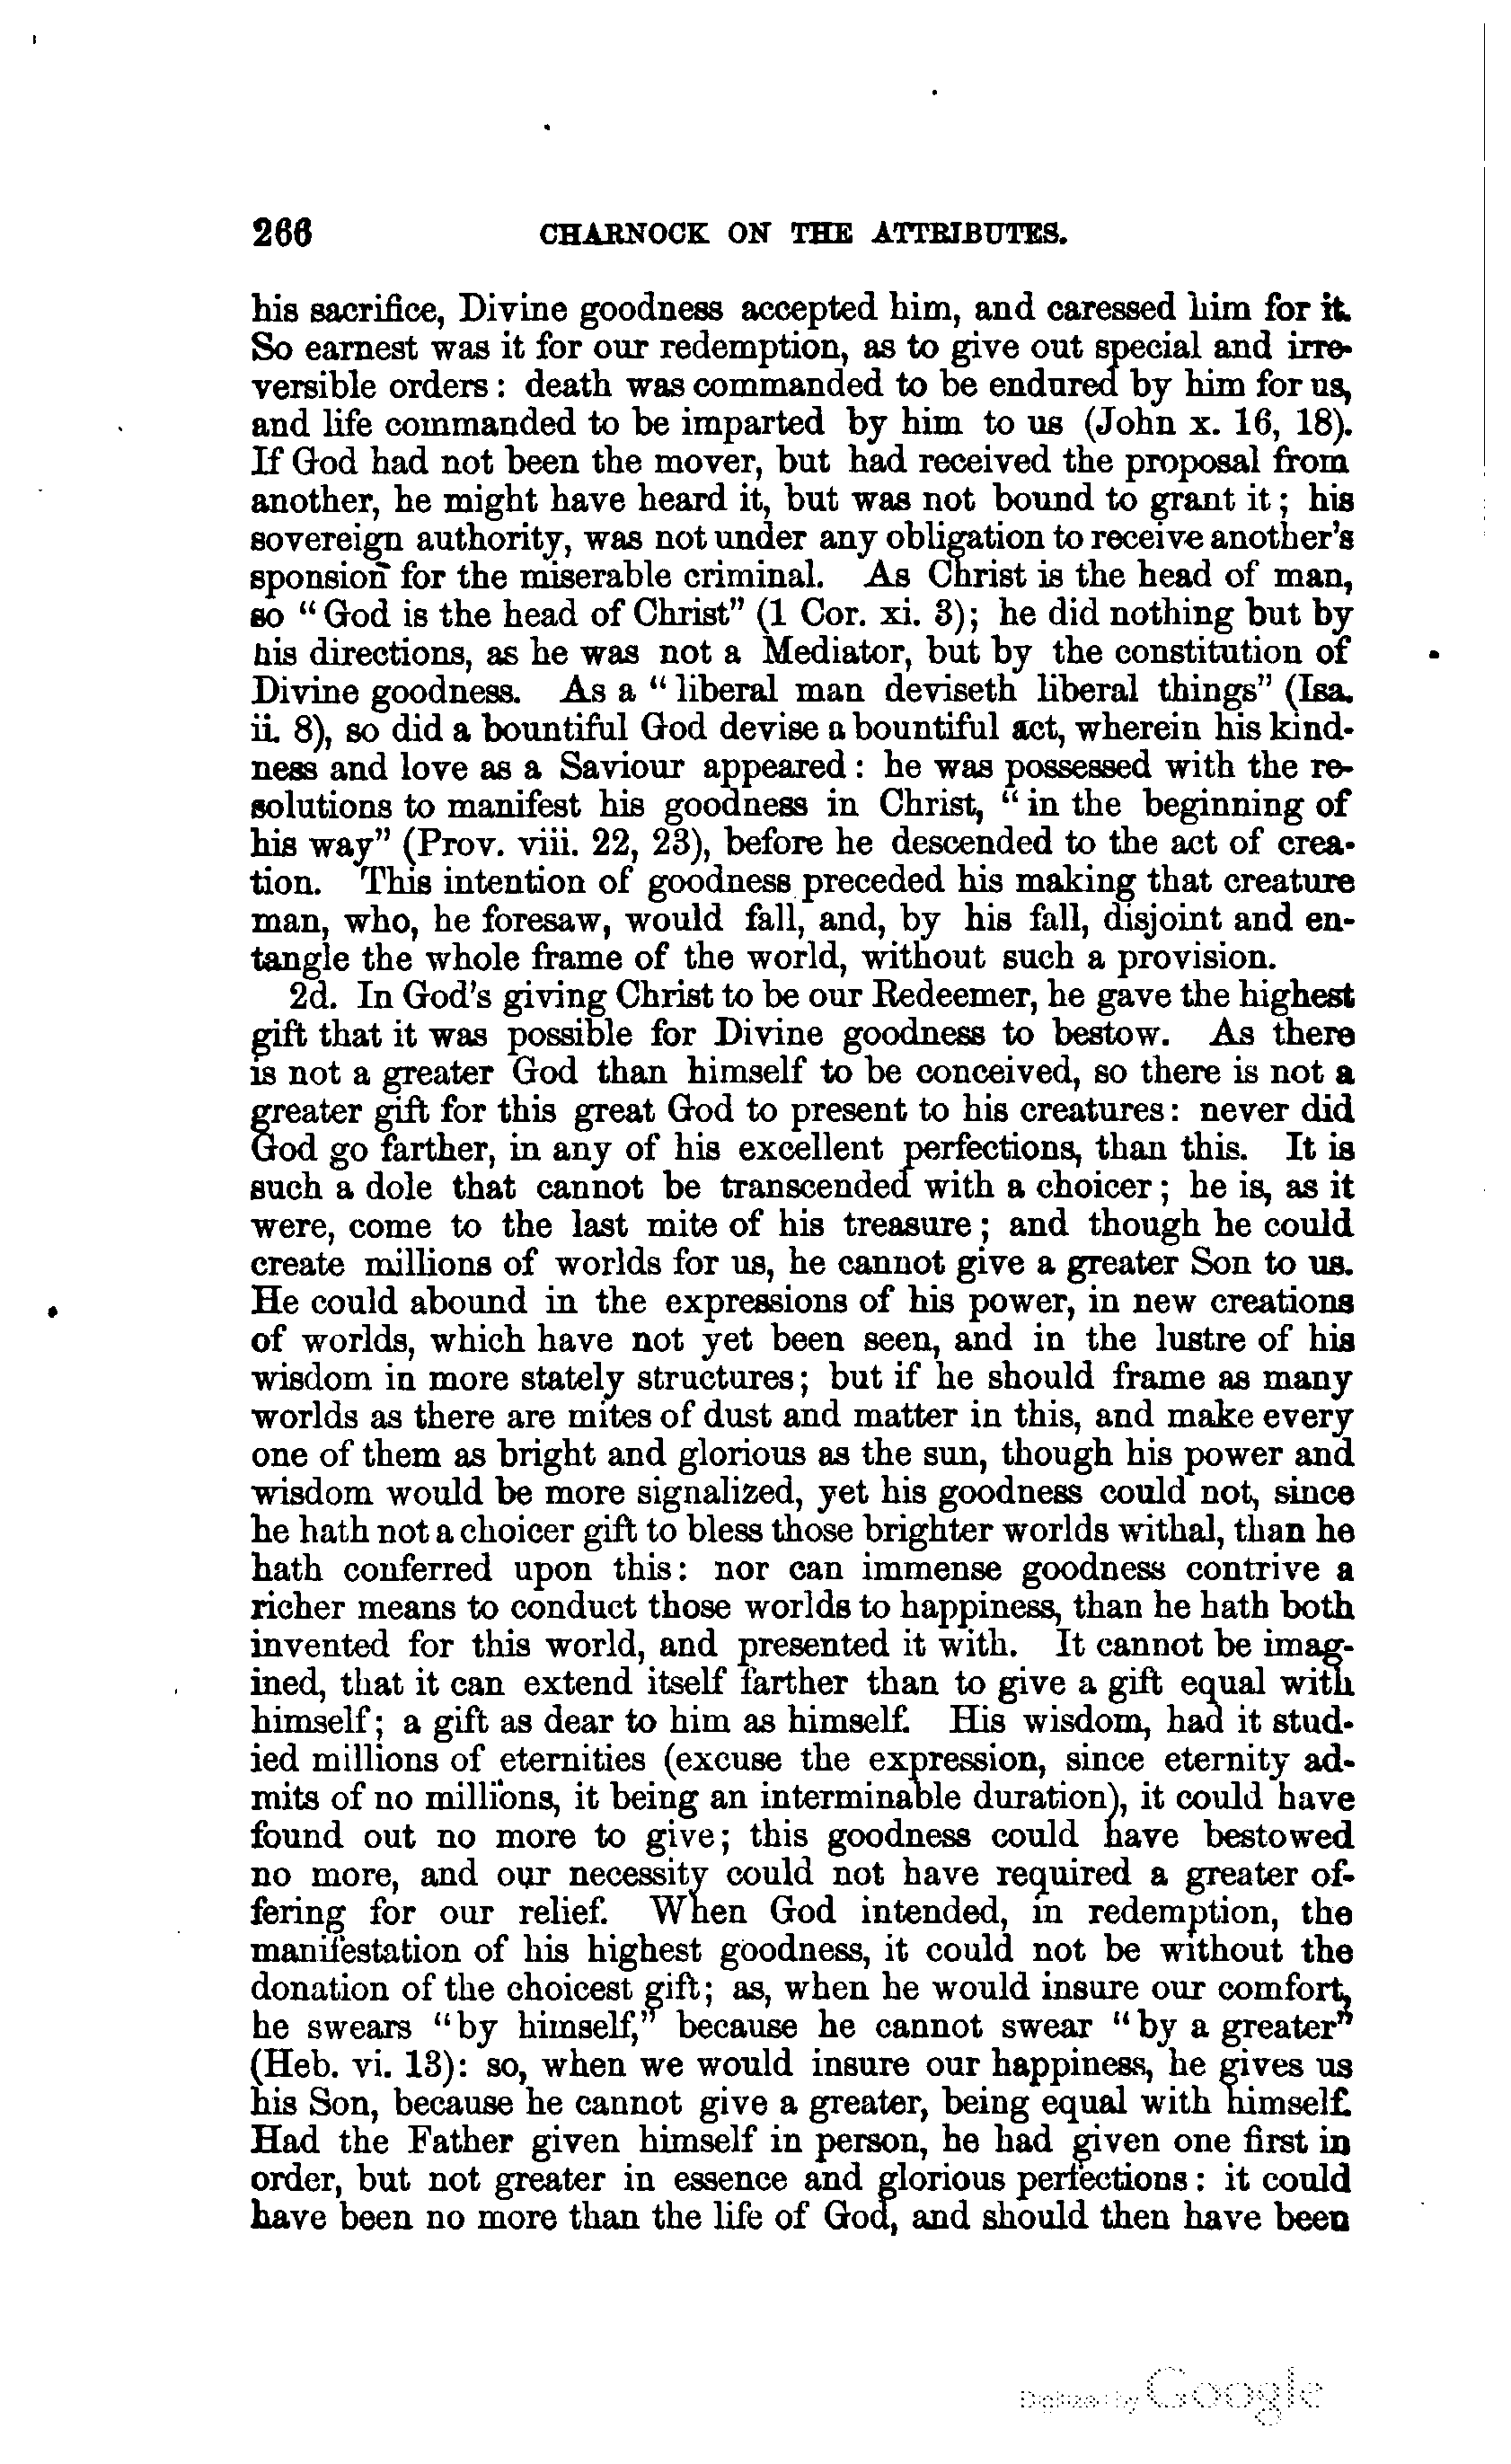 266 CHARNOCK ON THE ATTRIBUTES.
his sacrifice, Divine goodness accepted him, and caressed him for it.
So earnest was it for our redemption, as to give out special and irre-
versible orders: death was commanded to be endured by him for us,
and life commanded to be imparted by him to us (John x. 16, 18).
If God had not been the mover, but had received the proposal from
another, he might have heard it, but was not bound to grant it; his
sovereign authority, was not under any obligation to receive another's
sponsion for the miserable criminal. As Christ is the head of man,
so "God is the head of Christ" (1 Cor. xi. 3); he did nothing but by
his directions, as he was not a Mediator, but by the constitution of
Divine goodness. As a "liberal man deviseth liberal things" (Isa.
ii. 8), so did a bountiful God devise a bountiful act, wherein his kind-
ness and love as a Saviour appeared: he was possessed with the re-
solutions to manifest his goodness in Christ, "in the beginning of
his way" (Prov. viii. 22, 23), before he descended to the act of crea-
tion. This intention of goodness preceded his making that creature
man, who, he foresaw, would fall, and, by his fall, disjoint and en-
tangle the whole frame of the world, without such a provision.
2d. In God's giving Christ to be our Redeemer, he gave the highest
gift that it was possible for Divine goodness to bestow. As there
is not a greater God than himself to be conceived, so there is not a
greater gift for this great God to present to his creatures: never did
God go farther, in any of his excellent perfections, than this. It is
such a dole that cannot be transcended with a choicer; he is, as it
were, come to the last mite of his treasure; and though he could
create millions of worlds for us, he cannot give a greater Son to us.
He could abound in the expressions of his power, in new creations
of worlds, which have not yet been seen, and in the lustre of his
wisdom in more stately structures; but if he should frame as many
worlds as there are mites of dust and matter in this, and make every
one of them as bright and glorious as the sun, though his power and
wisdom would be more signalized, yet his goodness could not, since
he hath not a choicer gift to bless those brighter worlds withal, than he
hath conferred upon this: nor can immense goodness contrive a
richer means to conduct those worlds to happiness, than he hath both
invented for this world, and presented it with. It cannot be imag-
ined, that it can extend itself farther than to give a gift equal with
himself; a gift as dear to him as himself. His wisdom, had it stud-
ied millions of eternities (excuse the expression, since eternity ad-
mits of no millions, it being an interminable duration), it could have
found out no more to give; this goodness could have bestowed
no more, and our necessity could not have required a greater of-
fering for our relief. When God intended, in redemption, the
manifestation of his highest goodness, it could not be without the
donation of the choicest gift; as, when he would insure our comfort,
he swears "by himself," because he cannot swear "by a greater"
(Heb. vi. 13): so, when we would insure our happiness, he gives us
his Son, because he cannot give a greater, being equal with himself.
Had the Father given himself in person, he had given one first in
order, but not greater in essence and glorious perfections: it could
have been no more than the life of God, and should then have been
Digitized by Google